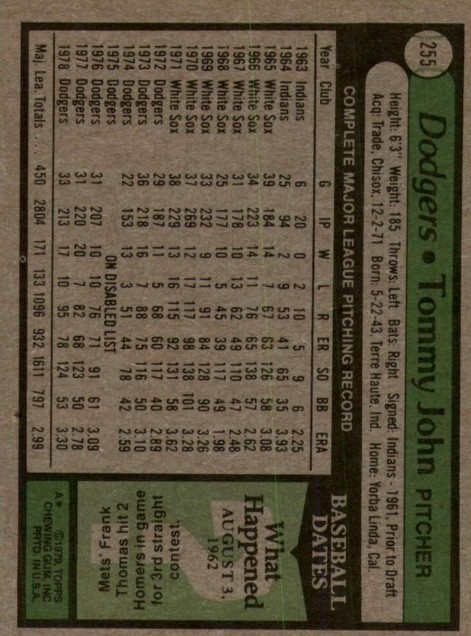 255
Dodgers • Tommy John PITCHER
Height: 6'3" Weight: 185 Throws: Left Bats: Right Signed: Indians - 1961, Prior to Draft
Acq: Trade, Chisox, 12-2-71 Born: 5-22-43, Terre Haute, Ind. Home: Yorba Linda, Cal.
COMPLETE MAJOR LEAGUE PITCHING RECORD
Year Club G IP W L R ER SO BB ERA
1963 Indians 6 20 0 2 10 5 9 6 2.25
1964 Indians 25 94 2 9 53 41 65 35 3.93
1965 White Sox 39 184 14 7 67 63 126 58 3.08
1966 White Sox 34 223 14 11 76 65 138 57 2.62
1967 White Sox 31 178 10 13 62 49 110 47 2.48
1968 White Sox 25 177 10 5 45 39 117 49 1.98
1969 White Sox 33 232 9 11 91 84 128 90 3.26
1970 White Sox 37 269 12 17 117 98 138 101 3.28
1971 White Sox 38 229 13 16 115 92 131 58 3.62
1972 Dodgers 29 187 11 5 68 60 117 40 2.89
1973 Dodgers 36 218 16 7 88 75 116 50 3.10
1974 Dodgers 22 153 13 3 51 44 78 42 2.59
1975 Dodgers ON DISABLED LIST
1976 Dodgers 31 207 10 10 76 71 91 61 3.09
1977 Dodgers 31 220 20 7 82 68 123 50 2.78
1978 Dodgers 33 213 17 10 95 78 124 53 3.30
Maj. Lea. Totals ... 450 2804 171 133 1096 932 1611 797 2.99
BASEBALL
DATES
What
Happened
AUGUST 3,
1962
Mets Frank
Thomas hit 2
Homers in game
for 3rd straight
contest.
A* © 1979, TOPPS
CHEWING GUM, INC
PRTD. IN U.S.A.